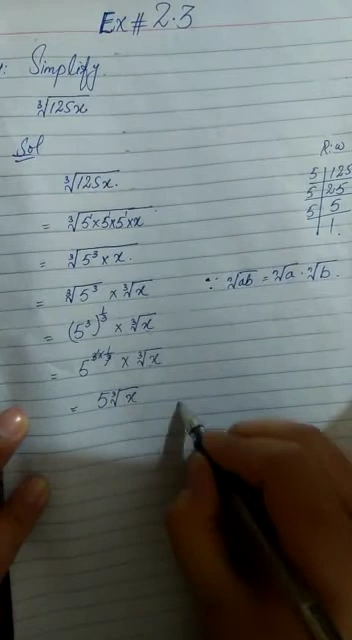 Ex # 2.3
: Simplify.
∛125x
Sol
∛125x.
= ∛5×5×5×x
= ∛5³ × x.
= ∛5³ × ∛x
= (5³)^1/3 × ∛x
= 5^3×1/3 × ∛x
= 5∛x
R.w
5 | 125
5 | 25
5 | 5
| 1.
∵ ⁿ√ab = ⁿ√a · ⁿ√b.